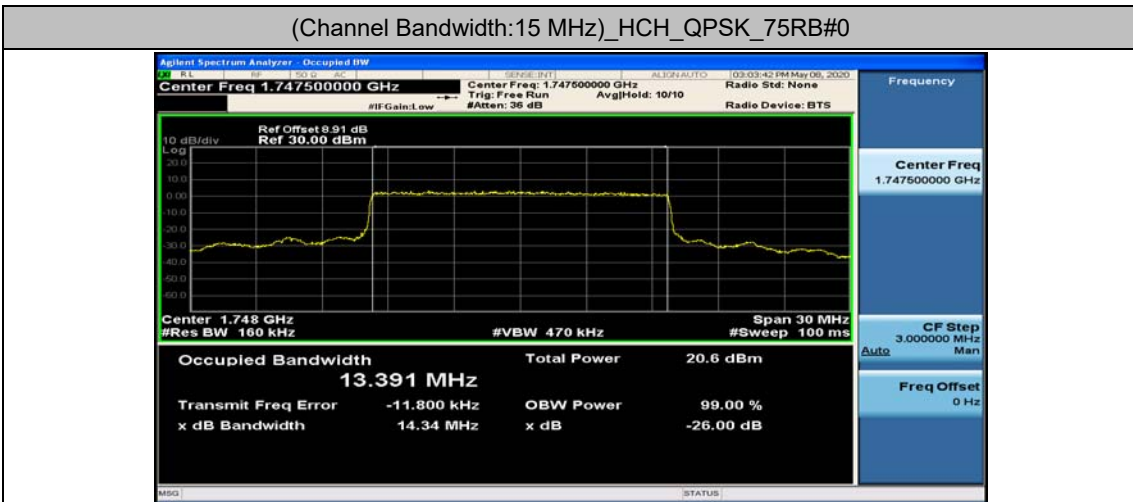 (Channel Bandwidth:15 MHz)_HCH_QPSK_75RB#0
Agilent Spectrum Analyzer - Occupied BW
RL RF 50 Ω AC SENSE:INT ALIGN AUTO 03:03:42 PM May 08, 2020
Center Freq 1.747500000 GHz
Center Freq: 1.747500000 GHz
Radio Std: None
Trig: Free Run Avg|Hold: 10/10
#IFGain:Low #Atten: 36 dB Radio Device: BTS
Ref Offset 8.91 dB
10 dB/div Ref 30.00 dBm
Log
20.0
10.0
0.00
-10.0
-20.0
-30.0
-40.0
-50.0
-60.0
Center 1.748 GHz Span 30 MHz
#Res BW 160 kHz #VBW 470 kHz #Sweep 100 ms
Occupied Bandwidth Total Power 20.6 dBm
13.391 MHz
Transmit Freq Error -11.800 kHz OBW Power 99.00 %
x dB Bandwidth 14.34 MHz x dB -26.00 dB
MSG STATUS
Frequency
Center Freq
1.747500000 GHz
CF Step
3.000000 MHz
Auto Man
Freq Offset
0 Hz